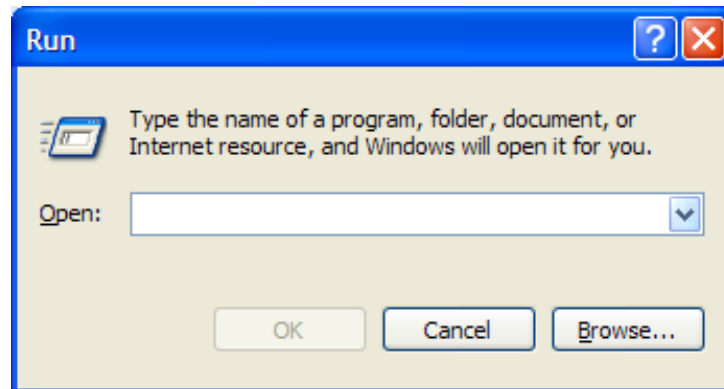 Run
Type the name of a program, folder, document, or
Internet resource, and Windows will open it for you.
Open:
OK Cancel Browse...